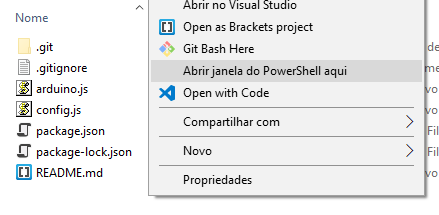 Nome
.git
.gitignore
arduino.js
config.js
package.json
package-lock.json
README.md
Abrir no Visual Studio
Open as Brackets project
Git Bash Here
Abrir janela do PowerShell aqui
Open with Code
Compartilhar com
Novo
Propriedades